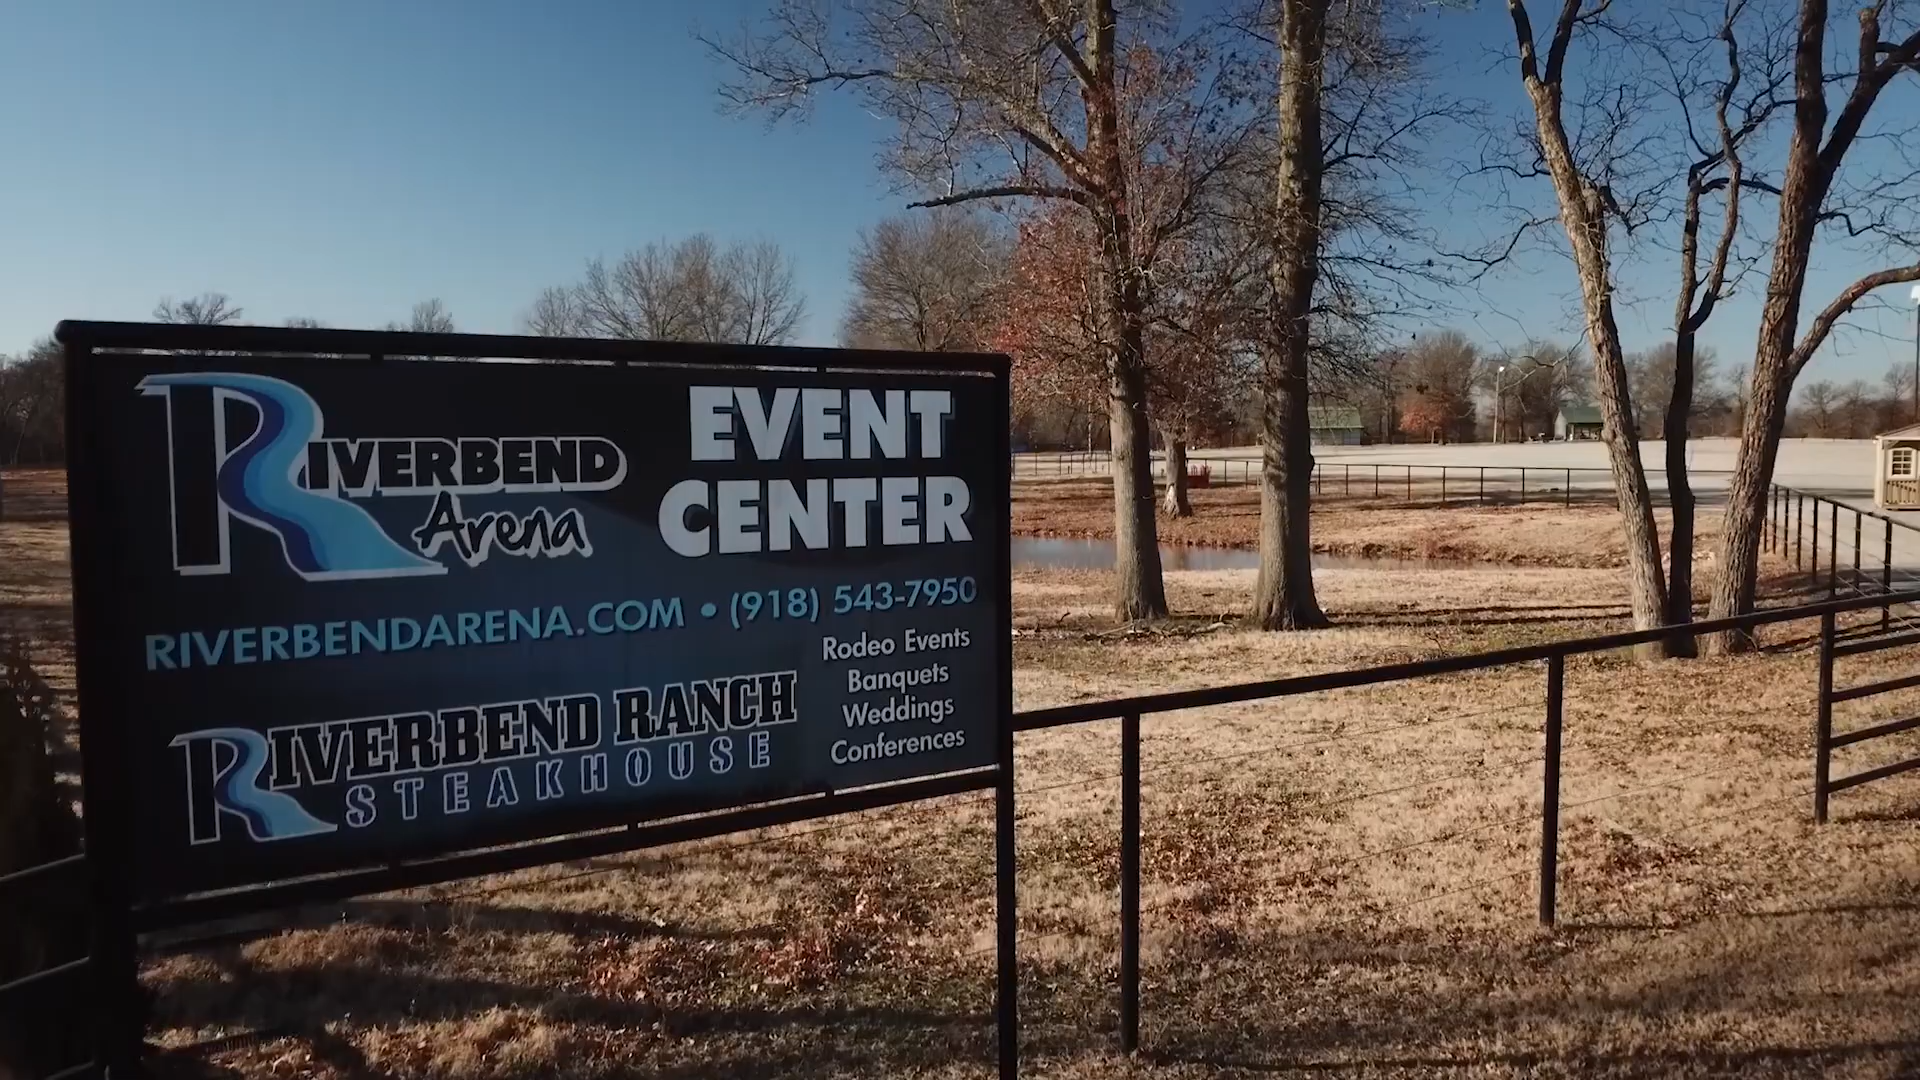 RIVERBEND
Arena
EVENT
CENTER
RIVERBENDARENA.COM • (918) 543-7950
RIVERBEND RANCH
STEAKHOUSE
Rodeo Events
Banquets
Weddings
Conferences